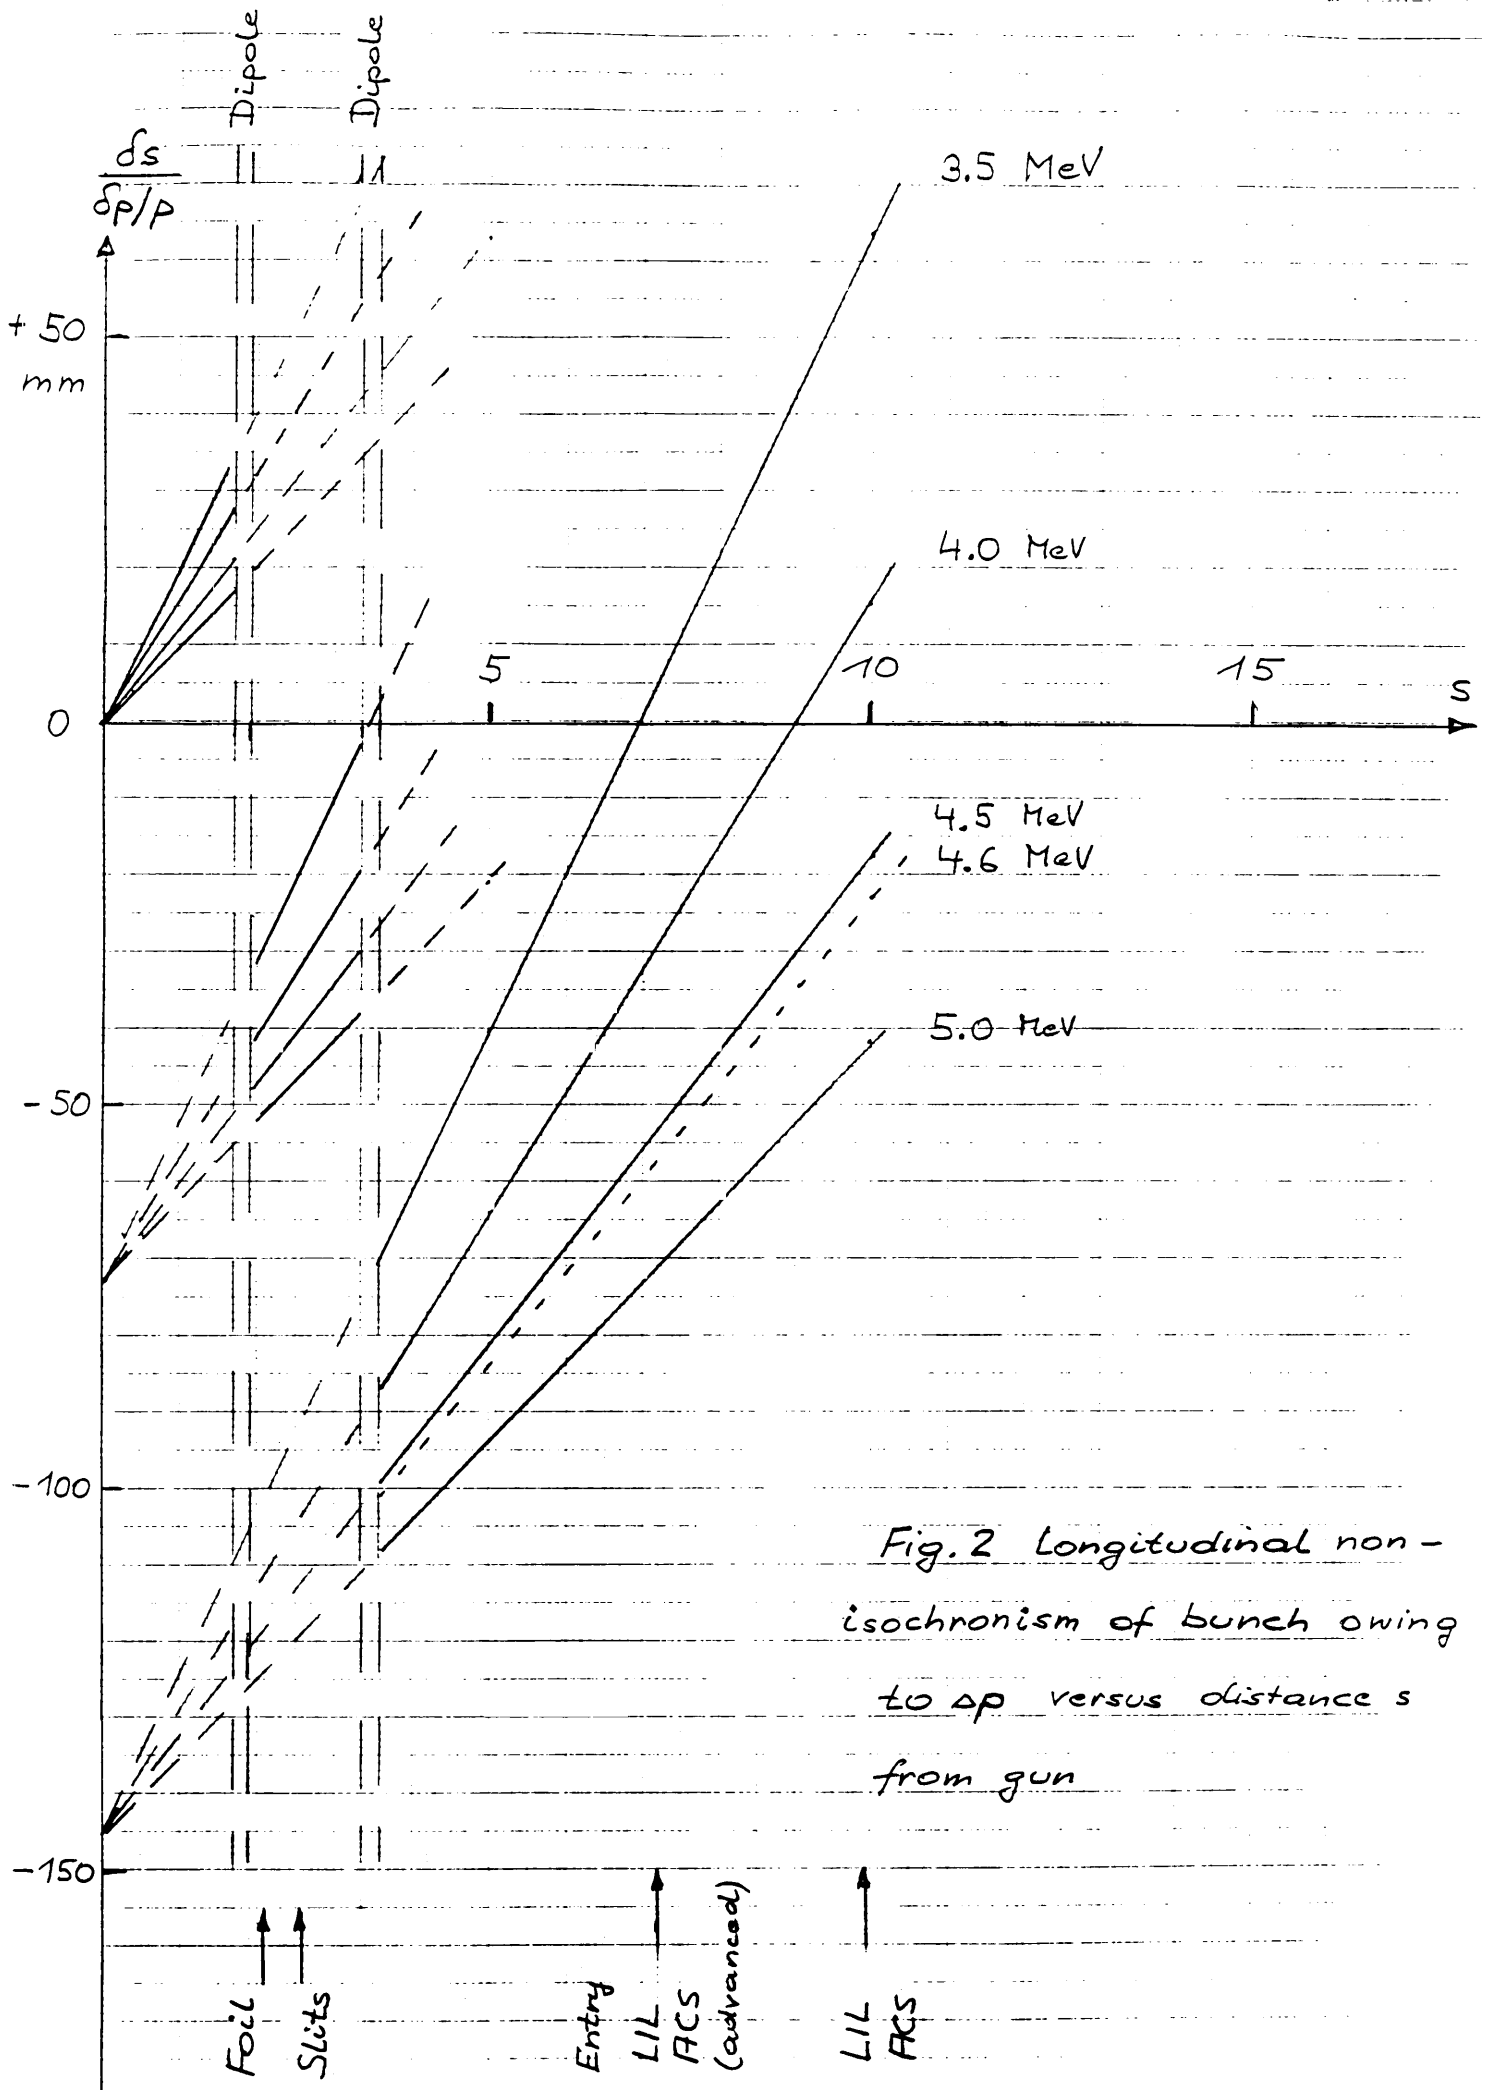 Dipole
Dipole
δs
δp/p
+ 50
mm
3.5 MeV
4.0 MeV
5
10
15
s
0
4.5 MeV
4.6 MeV
5.0 MeV
- 50
-100
-150
Fig. 2 Longitudinal non-
isochronism of bunch owing
to Δp versus distance s
from gun
Foil
Slits
Entry
LIL
ACS
(advanced)
LIL
ACS